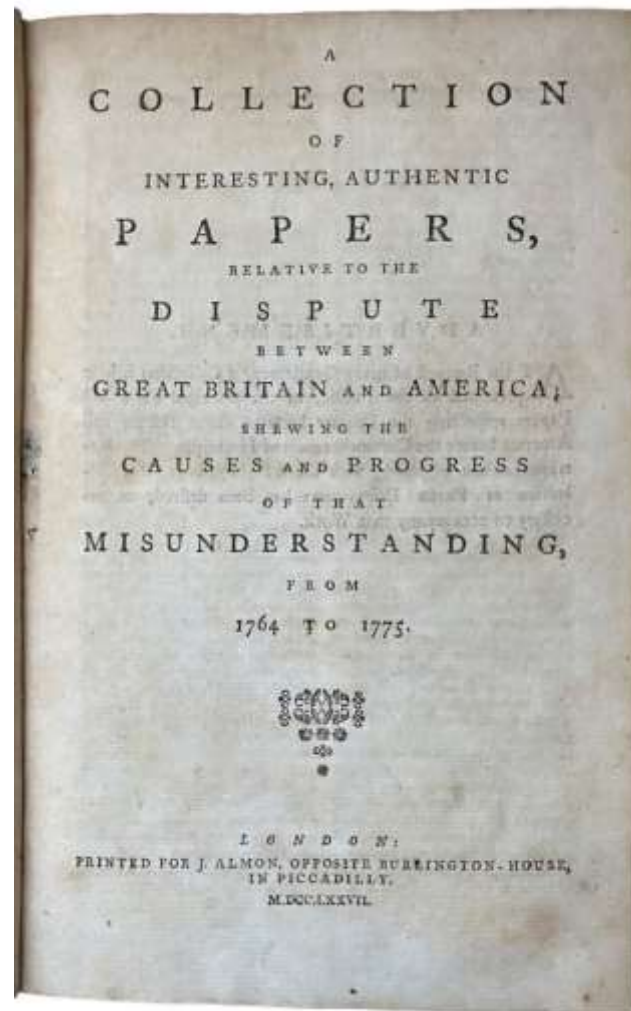 A
COLLECTION
OF
INTERESTING, AUTHENTIC
PAPERS,
RELATIVE TO THE
DISPUTE
BETWEEN
GREAT BRITAIN AND AMERICA;
SHEWING THE
CAUSES AND PROGRESS
OF THAT
MISUNDERSTANDING,
FROM
1764 TO 1775.
LONDON:
PRINTED FOR J. ALMON, OPPOSITE BURLINGTON-HOUSE,
IN PICCADILLY.
M.DCC.LXXVII.